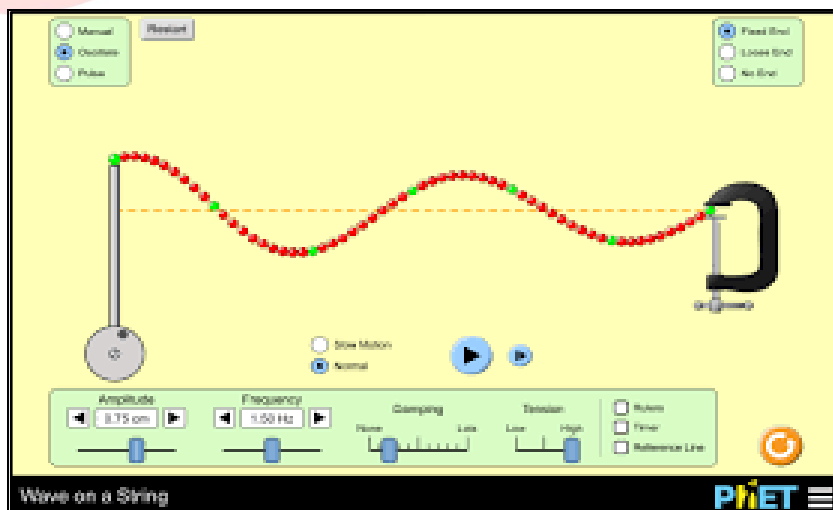 Manual
Restart
Oscillate
Pulse
Fixed End
Loose End
No End
Slow Motion
Normal
Amplitude
0.75 cm
Frequency
1.50 Hz
Damping
None
Lots
Tension
Low
High
Rulers
Timer
Reference Line
Wave on a String
PhET